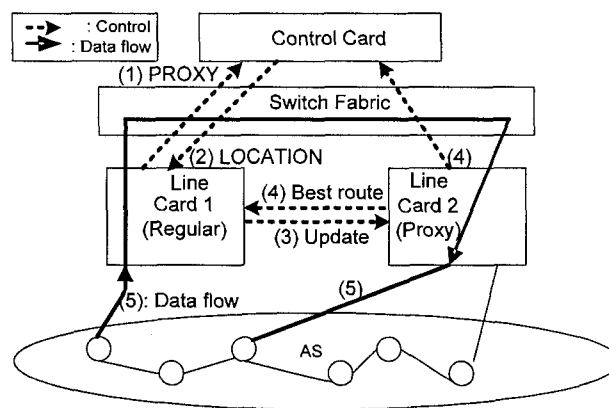 : Control
: Data flow
Control Card
(1) PROXY
Switch Fabric
(2) LOCATION
(4)
Line
Card 1
(Regular)
(4) Best route
(3) Update
Line
Card 2
(Proxy)
(5): Data flow
(5)
AS